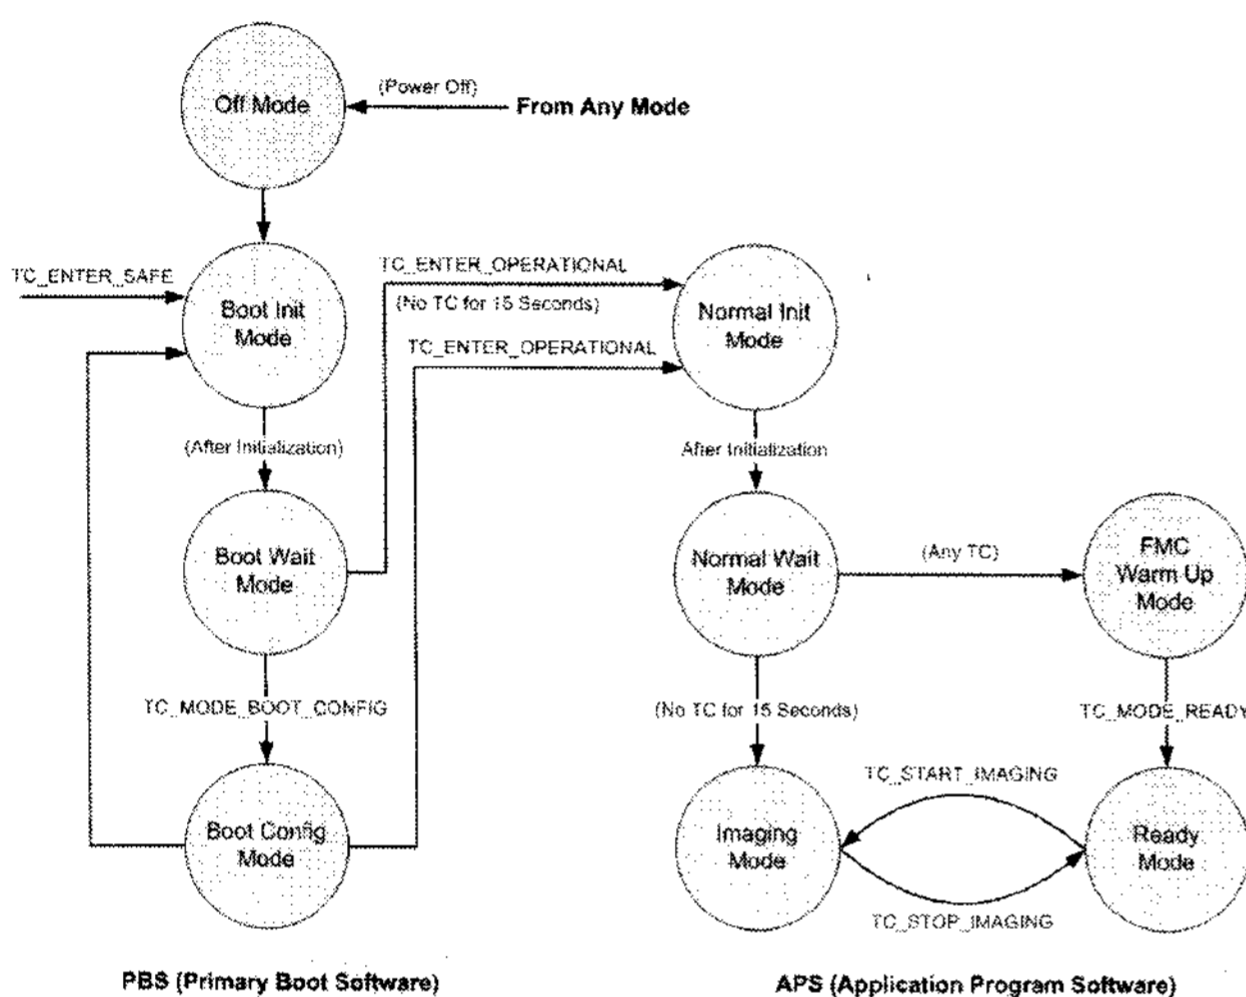 Off Mode
(Power Off)
From Any Mode
TC_ENTER_SAFE
Boot Init
Mode
TC_ENTER_OPERATIONAL
(No TC for 15 Seconds)
TC_ENTER_OPERATIONAL
Normal Init
Mode
(After Initialization)
After Initialization
Boot Wait
Mode
Normal Wait
Mode
(Any TC)
FMC
Warm Up
Mode
TC_MODE_BOOT_CONFIG
(No TC for 15 Seconds)
TC_MODE_READY
Boot Config
Mode
Imaging
Mode
TC_START_IMAGING
TC_STOP_IMAGING
Ready
Mode
PBS (Primary Boot Software)
APS (Application Program Software)